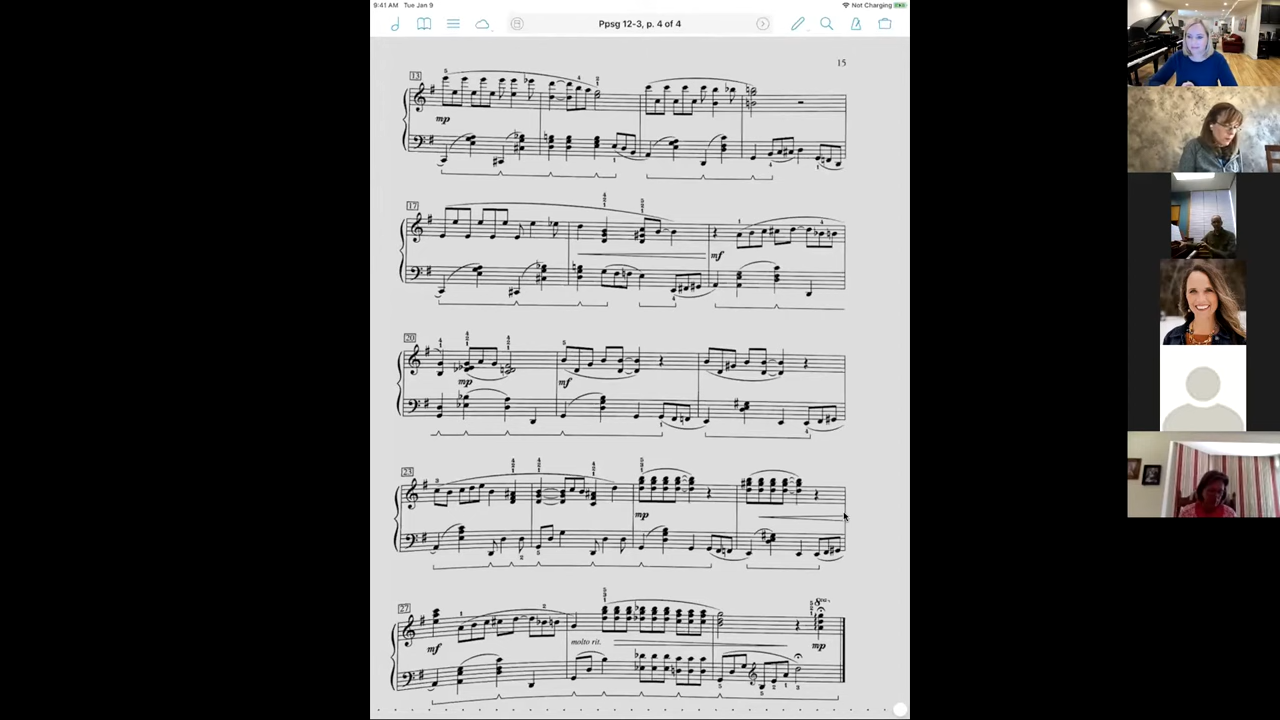 9:41 AM Tue Jan 9
Not Charging
Ppsg 12-3, p. 4 of 4
15
13
mp
17
mf
20
mp
mf
23
mp
27
mf
molto rit.
8va
mp